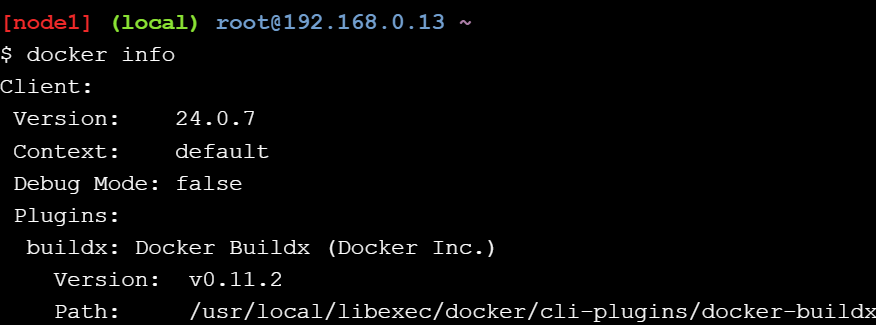 [node1] (local) root@192.168.0.13 ~
$ docker info
Client:
 Version:    24.0.7
 Context:    default
 Debug Mode: false
 Plugins:
  buildx: Docker Buildx (Docker Inc.)
    Version:  v0.11.2
    Path:     /usr/local/libexec/docker/cli-plugins/docker-buildx